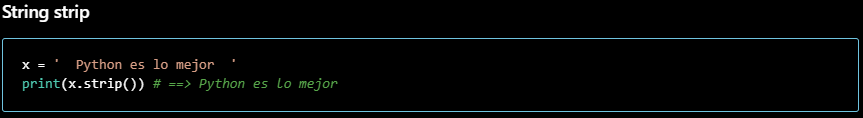 String strip
x = '  Python es lo mejor  '
print(x.strip()) # ==> Python es lo mejor